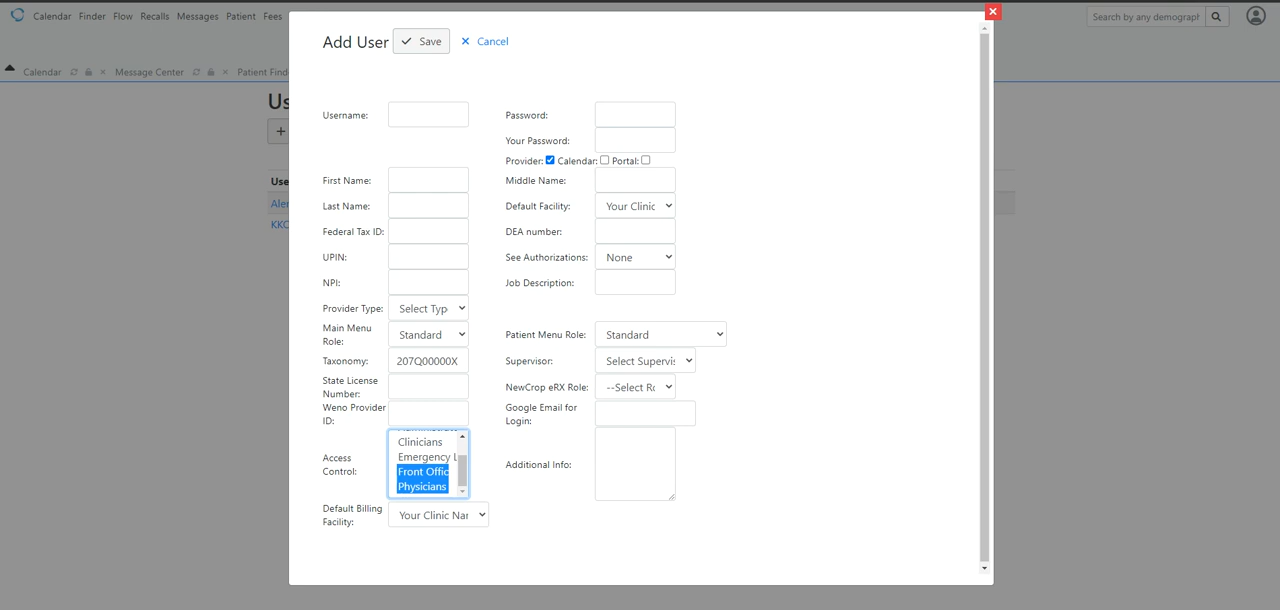 Calendar Finder Flow Recalls Messages Patient Fees
Search by any demograph
Calendar Message Center Patient Find
Us
Use
Aler
KKC
Add User Save Cancel
Username: Password:
Your Password:
Provider: Calendar: Portal:
First Name: Middle Name:
Last Name: Default Facility: Your Clinic
Federal Tax ID: DEA number:
UPIN: See Authorizations: None
NPI: Job Description:
Provider Type: Select Typ
Main Menu
Role: Standard Patient Menu Role: Standard
Taxonomy: 207Q00000X Supervisor: Select Supervis
State License
Number: NewCrop eRX Role: --Select Ro
Weno Provider
ID:
Google Email for
Login:
Access
Control:
Clinicians
Emergency L
Front Offic
Physicians
Additional Info:
Default Billing
Facility: Your Clinic Nar